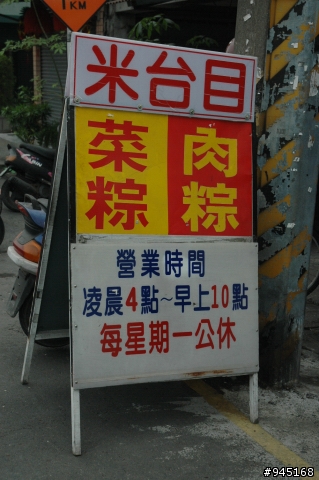 1KM
米台目
菜粽 肉粽
營業時間
凌晨4點~早上10點
每星期一公休
#945168